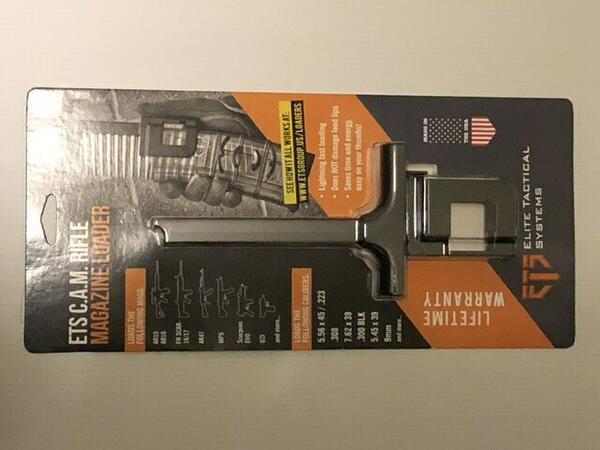 ETS C.A.M. RIFLE
MAGAZINE LOADER
LOADS THE
FOLLOWING MAGS:
AR15
AR10
FN SCAR
16/17
AK47
MP5
Scorpion
EVO
UZI
and more...
SEE HOW IT ALL WORKS AT:
WWW.ETSGROUP.US/LOADERS
• Lightning fast loading
• Does NOT damage feed lips
• Saves time and energy,
easy on your thumbs!
LOADS THE
FOLLOWING CALIBERS:
5.56 x 45 / .223
.308
7.62 x 39
.300 BLK
5.45 x 39
9mm
and more...
MADE IN
THE USA
ETS
ELITE TACTICAL
SYSTEMS
LIFETIME
WARRANTY